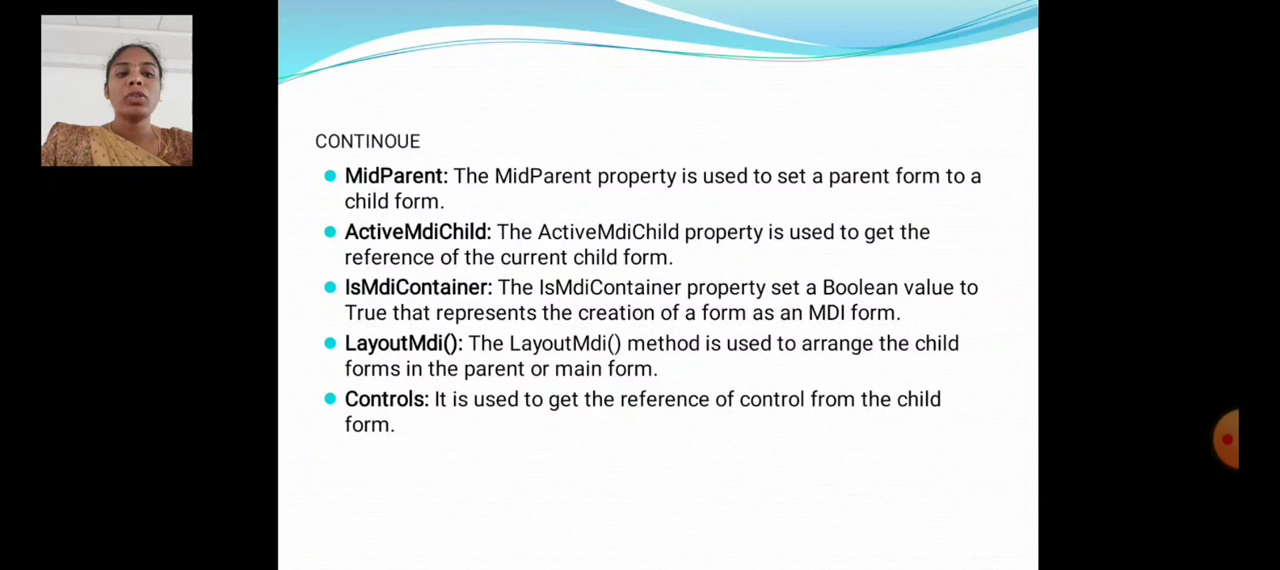 CONTINOUE
MidParent: The MidParent property is used to set a parent form to a
child form.
ActiveMdiChild: The ActiveMdiChild property is used to get the
reference of the current child form.
IsMdiContainer: The IsMdiContainer property set a Boolean value to
True that represents the creation of a form as an MDI form.
LayoutMdi(): The LayoutMdi() method is used to arrange the child
forms in the parent or main form.
Controls: It is used to get the reference of control from the child
form.